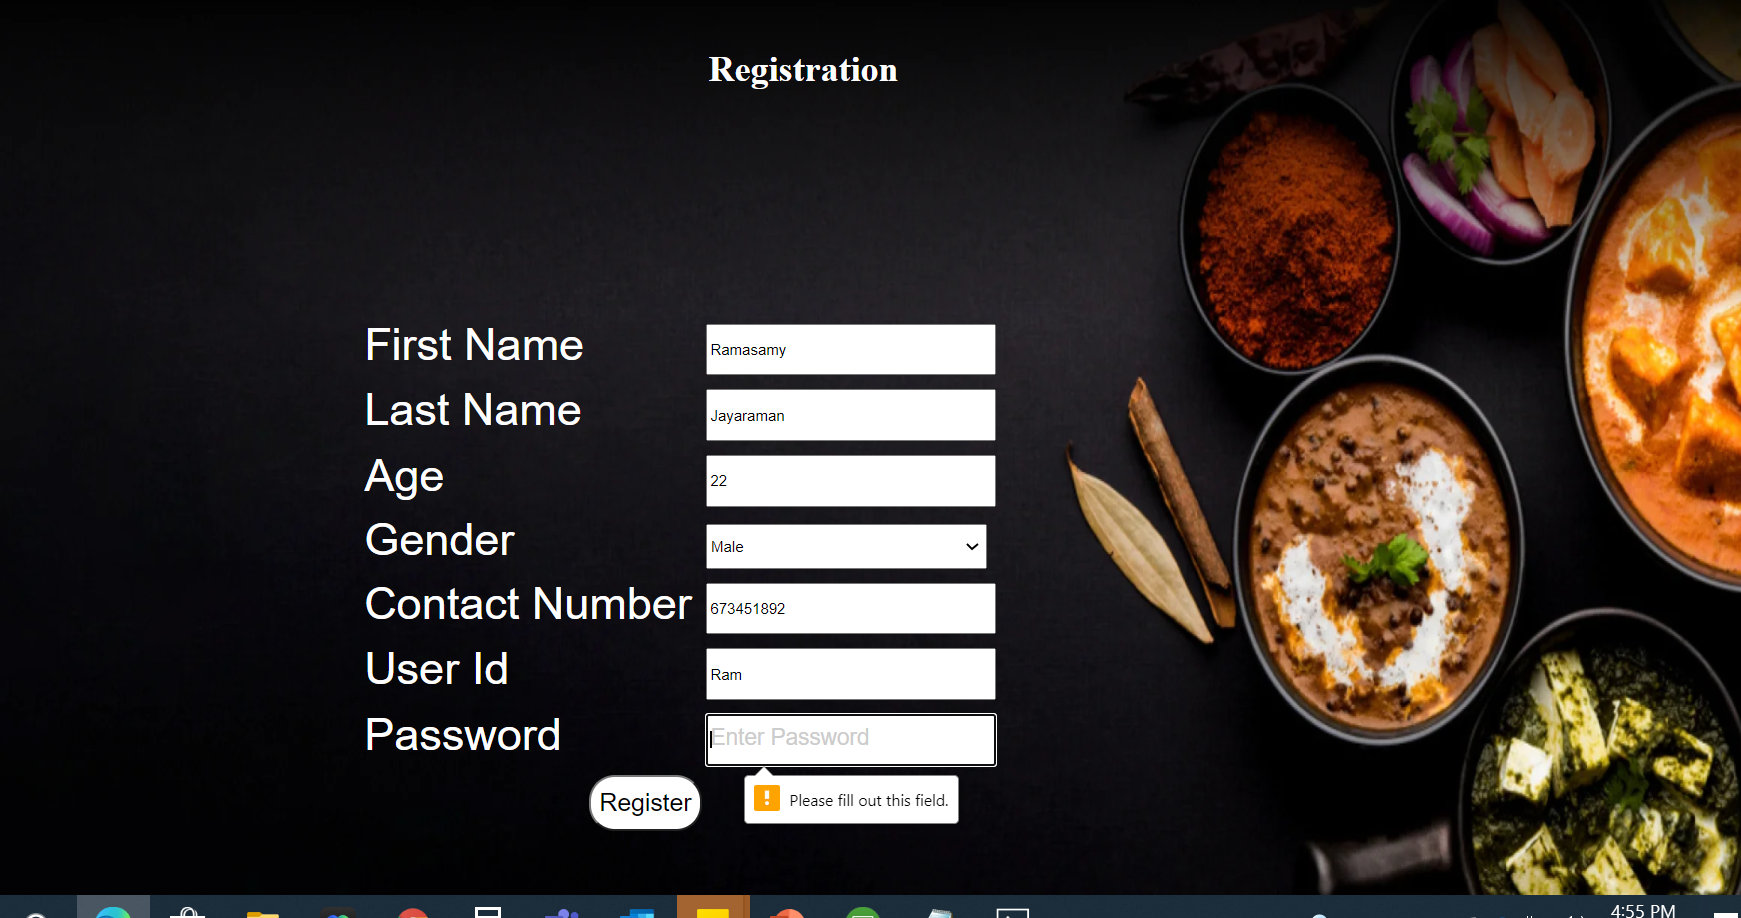 Registration
First Name Ramasamy
Last Name Jayaraman
Age 22
Gender Male
Contact Number 673451892
User Id Ram
Password Enter Password
Register ! Please fill out this field.
4:55 PM